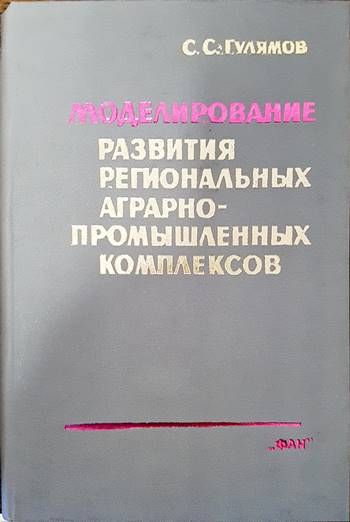 С. С. ГУЛЯМОВ
МОДЕЛИРОВАНИЕ
РАЗВИТИЯ
РЕГИОНАЛЬНЫХ
АГРАРНО-
ПРОМЫШЛЕННЫХ
КОМПЛЕКСОВ
„ФАН"